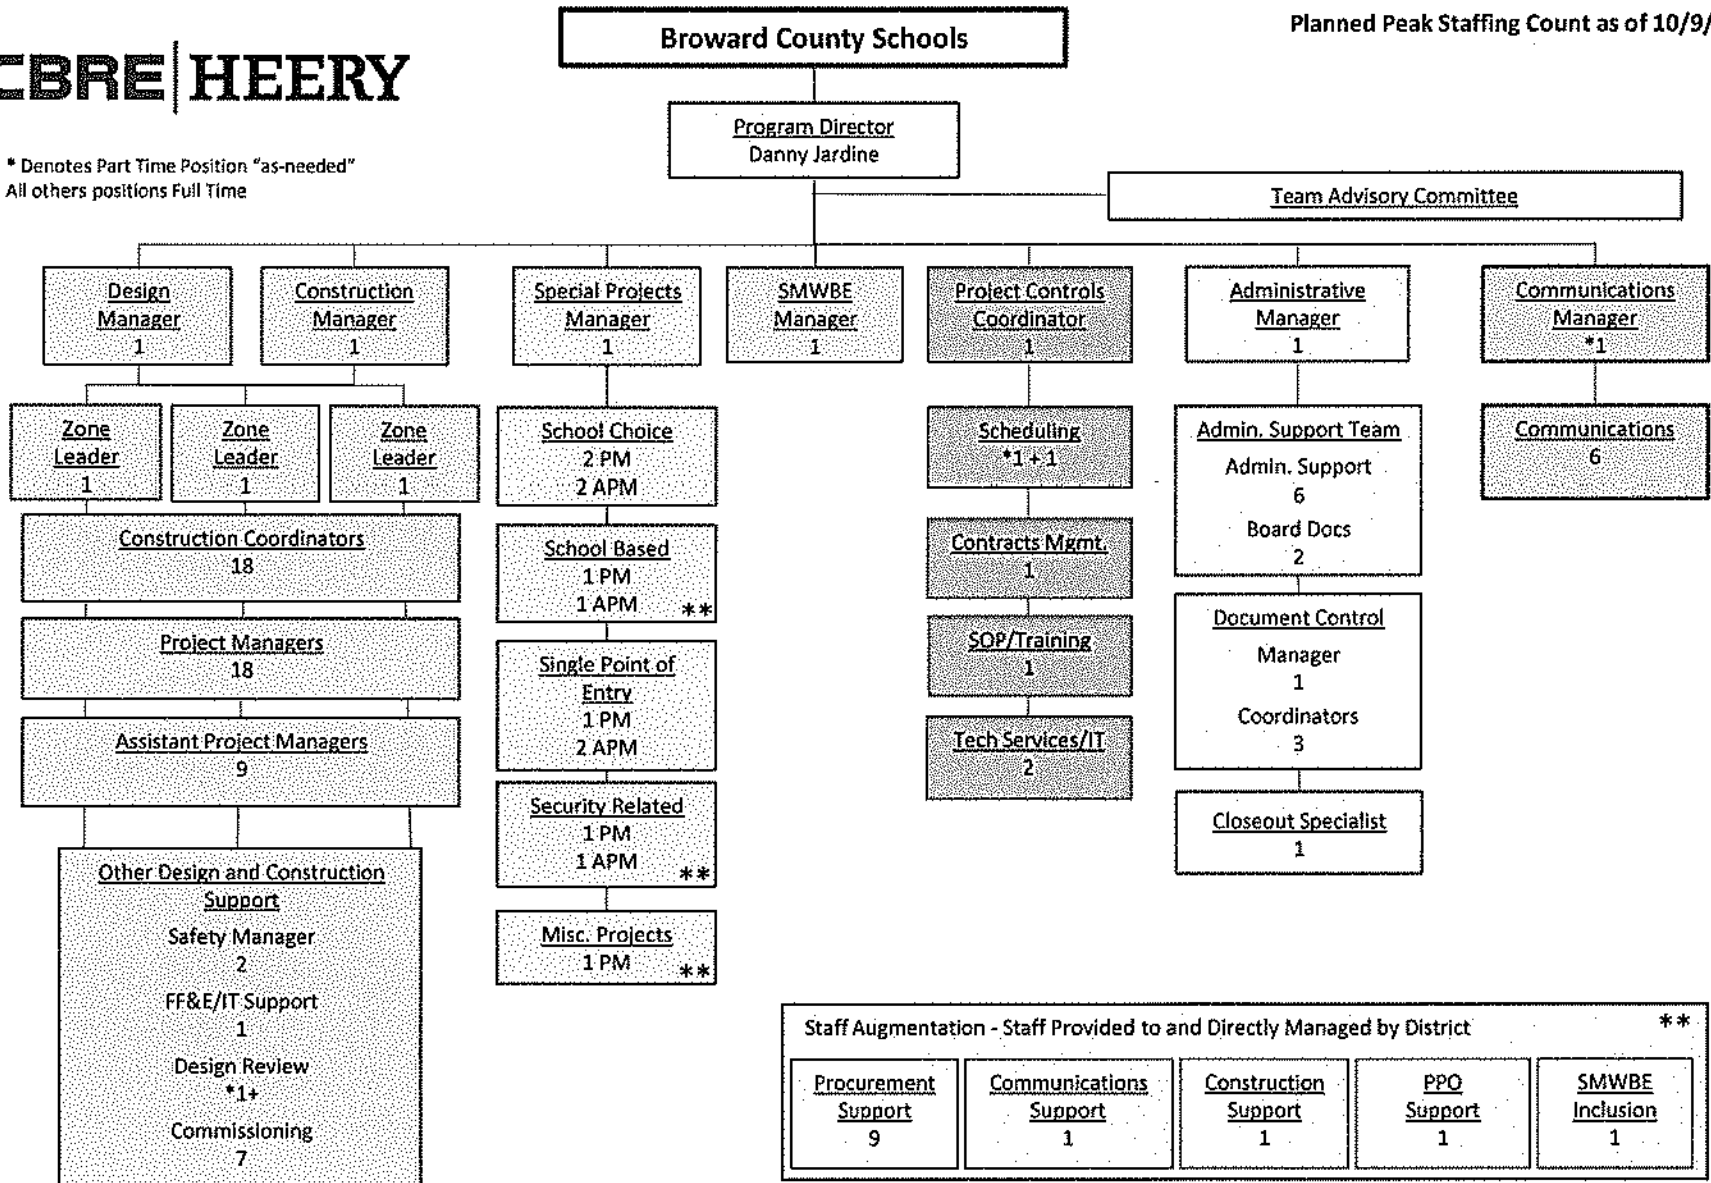 Broward County Schools
Planned Peak Staffing Count as of 10/9/
CBRE | HEERY
* Denotes Part Time Position "as-needed"
All others positions Full Time
Program Director
Danny Jardine
Team Advisory Committee
Design
Manager
1
Construction
Manager
1
Special Projects
Manager
1
SMWBE
Manager
1
Project Controls
Coordinator
1
Administrative
Manager
1
Communications
Manager
*1
Zone
Leader
1
Zone
Leader
1
Zone
Leader
1
Construction Coordinators
18
Project Managers
18
Assistant Project Managers
9
Other Design and Construction
Support
Safety Manager
2
FF&E/IT Support
1
Design Review
*1+
Commissioning
7
School Choice
2 PM
2 APM
School Based
1 PM
1 APM **
Single Point of
Entry
1 PM
2 APM
Security Related
1 PM
1 APM **
Misc. Projects
1 PM **
Scheduling
*1 + 1
Contracts Mgmt.
1
SOP/Training
1
Tech Services/IT
2
Admin. Support Team
Admin. Support
6
Board Docs
2
Document Control
Manager
1
Coordinators
3
Closeout Specialist
1
Communications
6
Staff Augmentation - Staff Provided to and Directly Managed by District **
Procurement
Support
9
Communications
Support
1
Construction
Support
1
PPO
Support
1
SMWBE
Inclusion
1